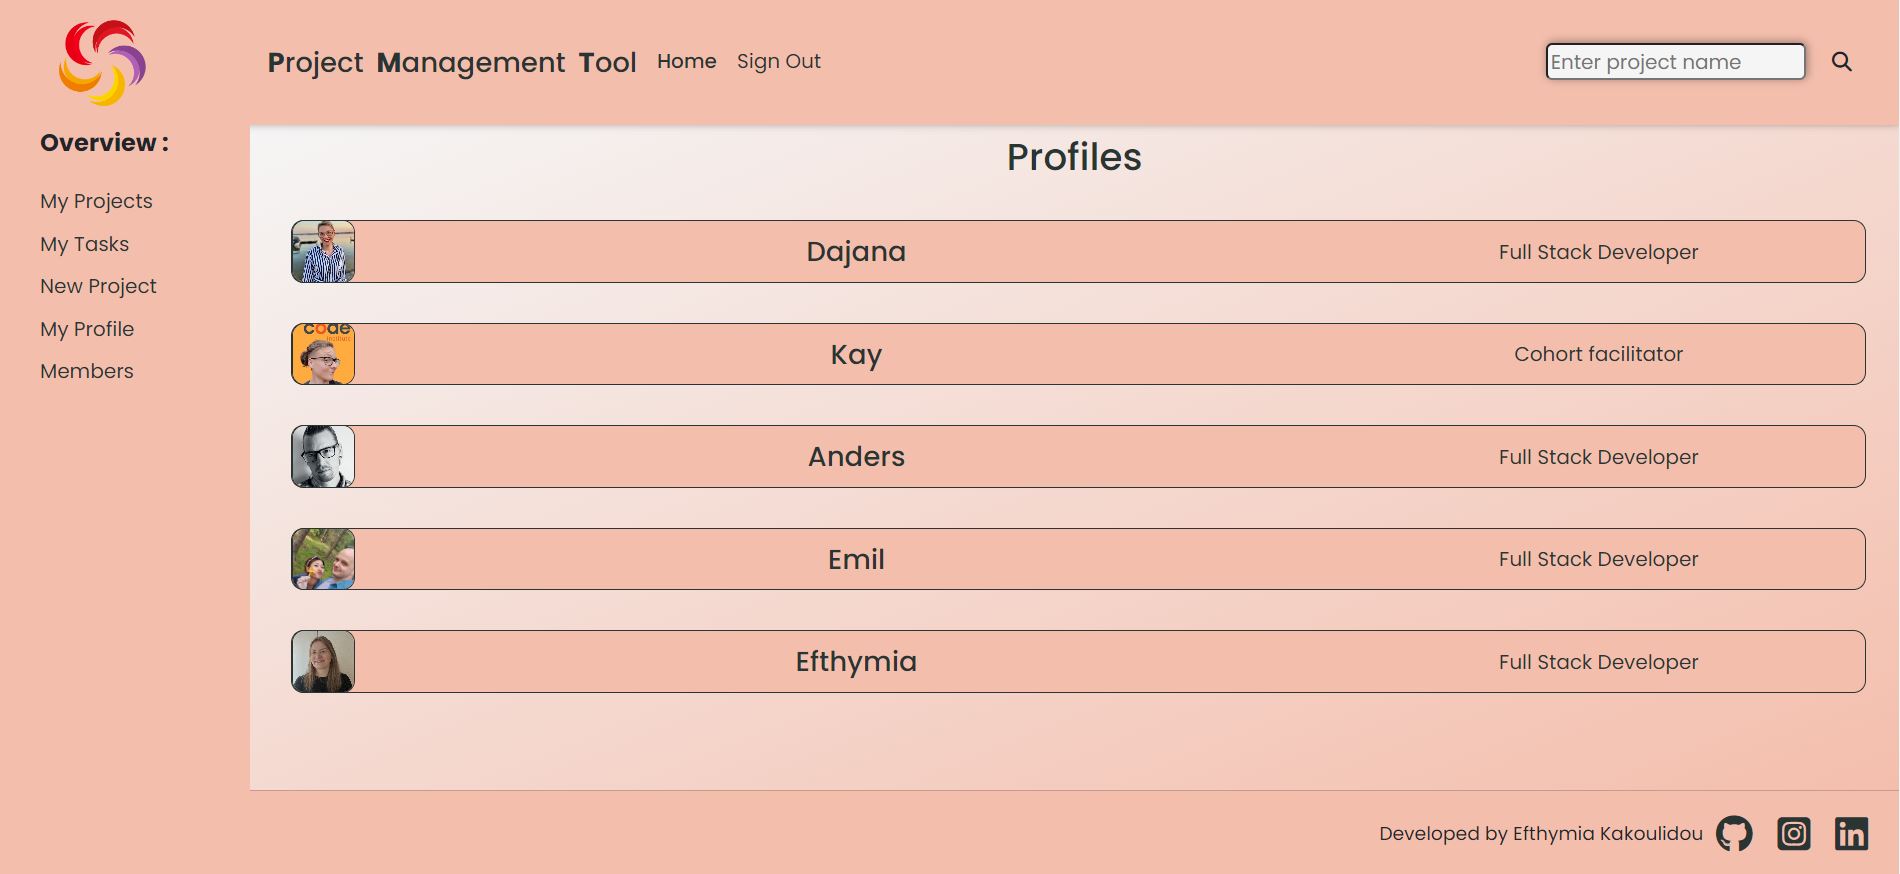 Project Management Tool Home Sign Out
Enter project name
Overview :
My Projects
My Tasks
New Project
My Profile
Members
Profiles
Dajana Full Stack Developer
code
institute
Kay Cohort facilitator
Anders Full Stack Developer
Emil Full Stack Developer
Efthymia Full Stack Developer
Developed by Efthymia Kakoulidou
in